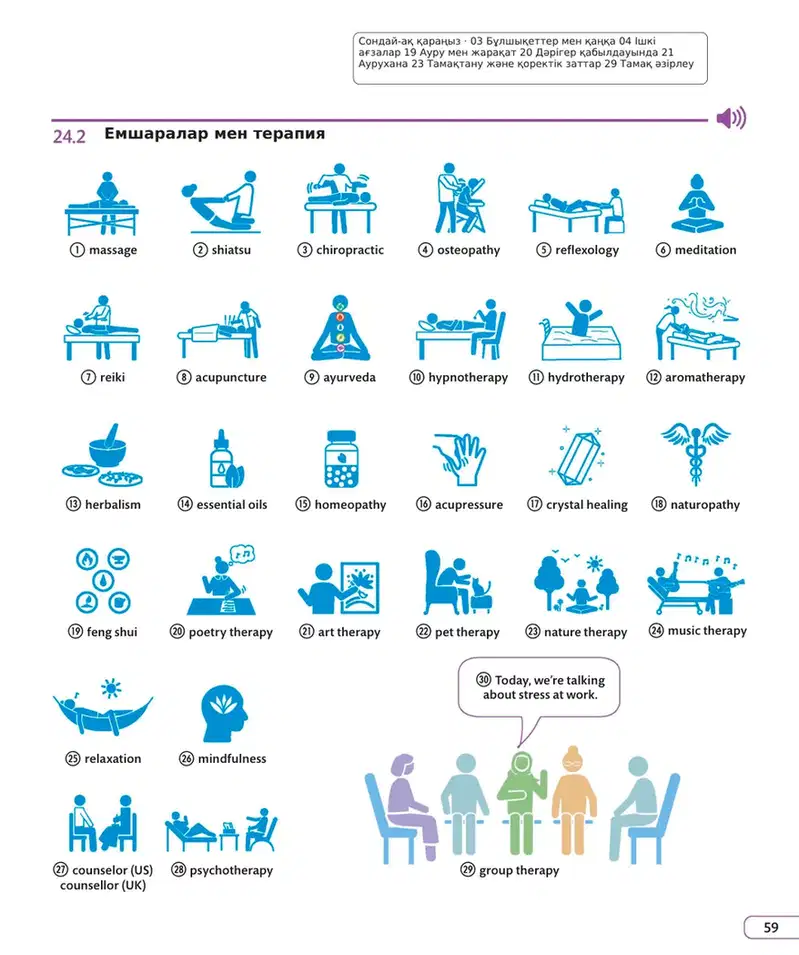 Сондай-ақ қараңыз · 03 Бұлшықеттер мен қаңқа 04 Ішкі
ағзалар 19 Ауру мен жарақат 20 Дәрігер қабылдауында 21
Аурухана 23 Тамақтану және қоректік заттар 29 Тамақ әзірлеу
24.2 Емшаралар мен терапия
① massage
② shiatsu
③ chiropractic
④ osteopathy
⑤ reflexology
⑥ meditation
⑦ reiki
⑧ acupuncture
⑨ ayurveda
⑩ hypnotherapy
⑪ hydrotherapy
⑫ aromatherapy
⑬ herbalism
⑭ essential oils
⑮ homeopathy
⑯ acupressure
⑰ crystal healing
⑱ naturopathy
⑲ feng shui
⑳ poetry therapy
㉑ art therapy
㉒ pet therapy
㉓ nature therapy
㉔ music therapy
㉚ Today, we're talking
about stress at work.
㉕ relaxation
㉖ mindfulness
㉗ counselor (US)
counsellor (UK)
㉘ psychotherapy
㉙ group therapy
59